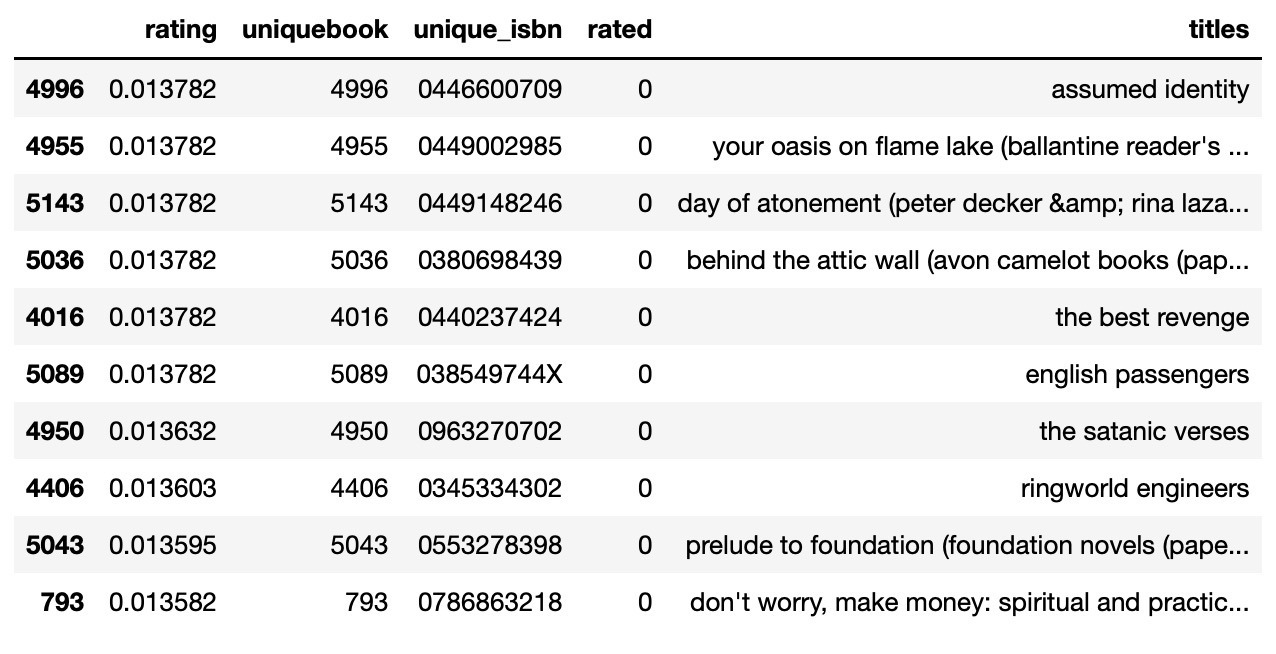 rating uniquebook unique_isbn rated titles
4996 0.013782 4996 0446600709 0 assumed identity
4955 0.013782 4955 0449002985 0 your oasis on flame lake (ballantine reader's ...
5143 0.013782 5143 0449148246 0 day of atonement (peter decker &amp; rina laza...
5036 0.013782 5036 0380698439 0 behind the attic wall (avon camelot books (pap...
4016 0.013782 4016 0440237424 0 the best revenge
5089 0.013782 5089 038549744X 0 english passengers
4950 0.013632 4950 0963270702 0 the satanic verses
4406 0.013603 4406 0345334302 0 ringworld engineers
5043 0.013595 5043 0553278398 0 prelude to foundation (foundation novels (pape...
793 0.013582 793 0786863218 0 don't worry, make money: spiritual and practic...